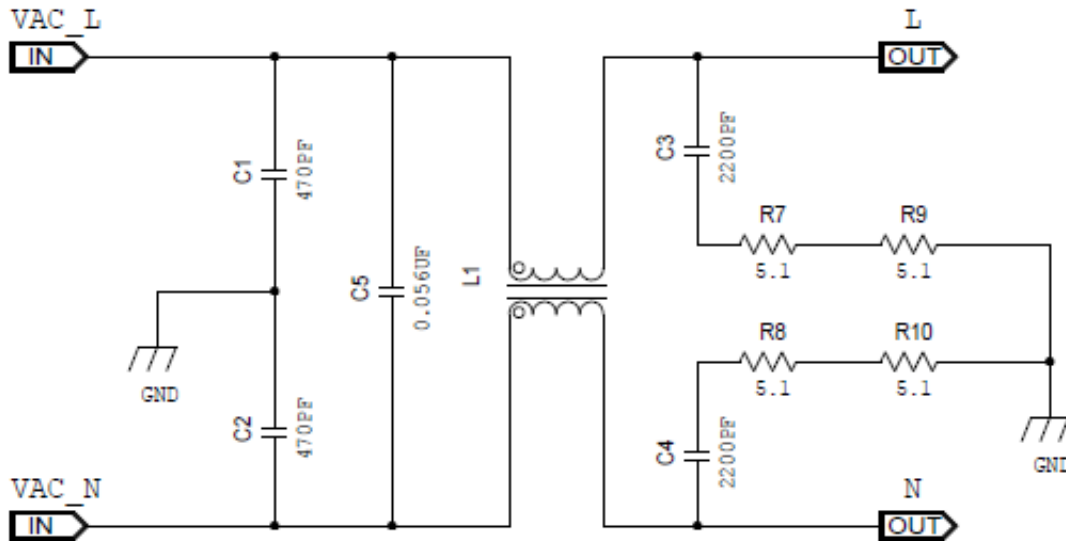 VAC_L
IN
L
OUT
C1
470PF
C3
2200PF
R7
5.1
R9
5.1
C5
0.056UF
L1
GND
R8
5.1
R10
5.1
C2
470PF
C4
2200PF
GND
VAC_N
IN
N
OUT